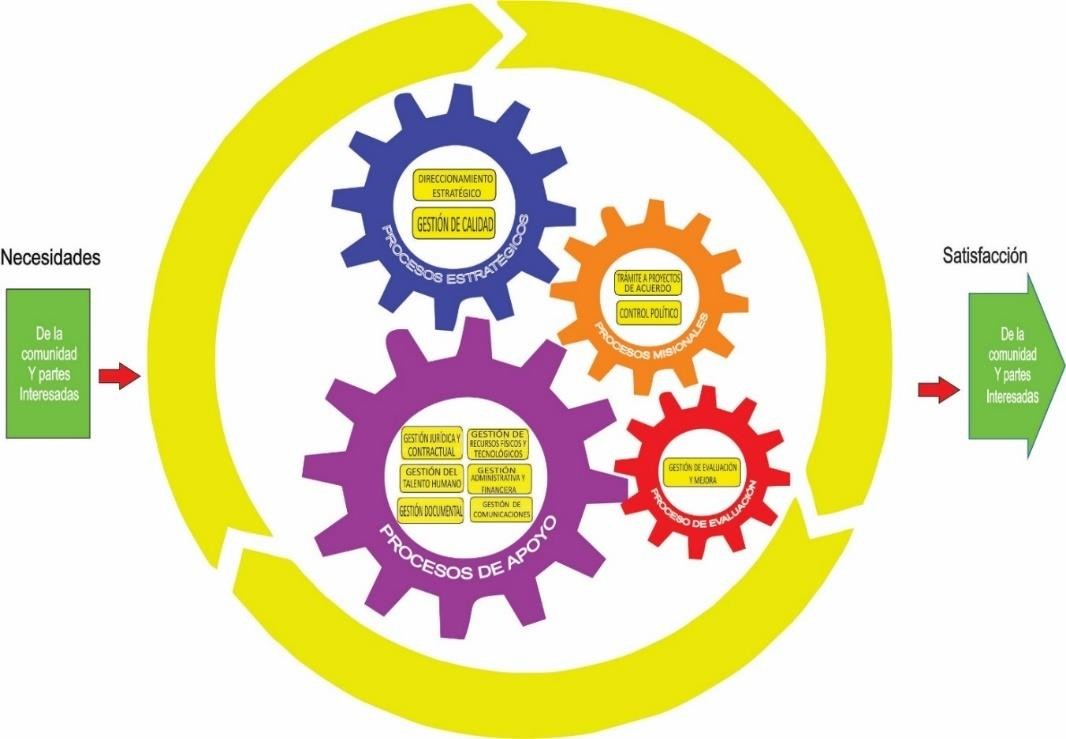 Necesidades
De la
comunidad
Y partes
Interesadas
DIRECCIONAMIENTO
ESTRATÉGICO
GESTIÓN DE CALIDAD
PROCESOS ESTRATÉGICOS
TRÁMITE A PROYECTOS
DE ACUERDO
CONTROL POLÍTICO
PROCESOS MISIONALES
GESTIÓN JURÍDICA Y
CONTRACTUAL
GESTIÓN DE
RECURSOS FÍSICOS Y
TECNOLÓGICOS
GESTIÓN DEL
TALENTO HUMANO
GESTIÓN
ADMINISTRATIVA Y
FINANCIERA
GESTIÓN DOCUMENTAL
GESTIÓN DE
COMUNICACIONES
PROCESOS DE APOYO
GESTIÓN DE EVALUACIÓN
Y MEJORA
PROCESO DE EVALUACIÓN
Satisfacción
De la
comunidad
Y partes
Interesadas